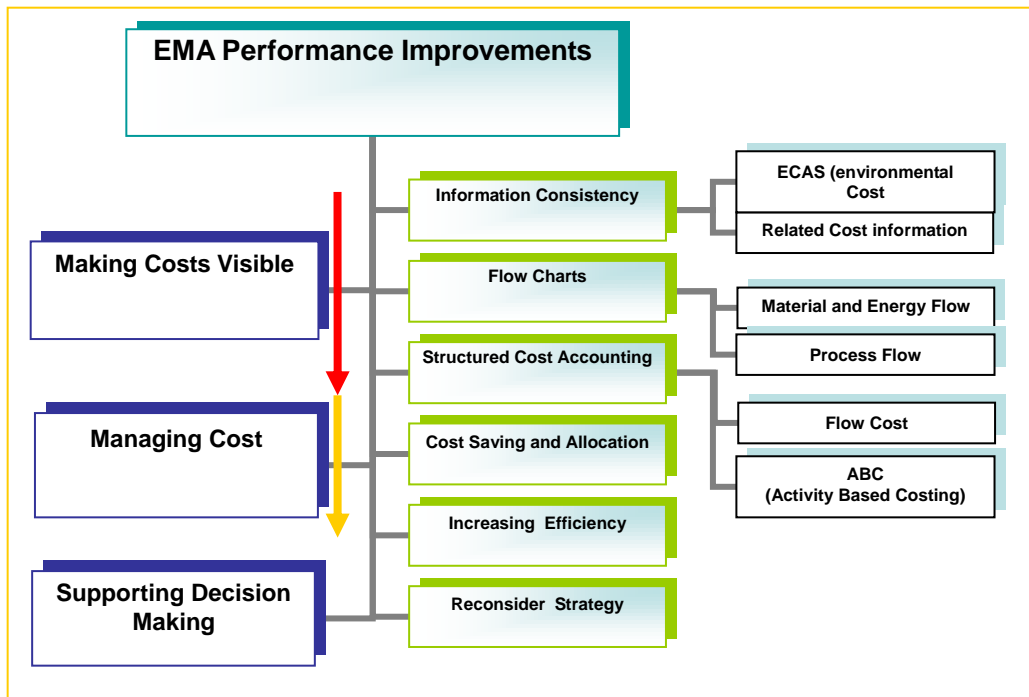 EMA Performance Improvements
Making Costs Visible
Managing Cost
Supporting Decision
Making
Information Consistency
Flow Charts
Structured Cost Accounting
Cost Saving and Allocation
Increasing Efficiency
Reconsider Strategy
ECAS (environmental
Cost
Related Cost information
Material and Energy Flow
Process Flow
Flow Cost
ABC
(Activity Based Costing)